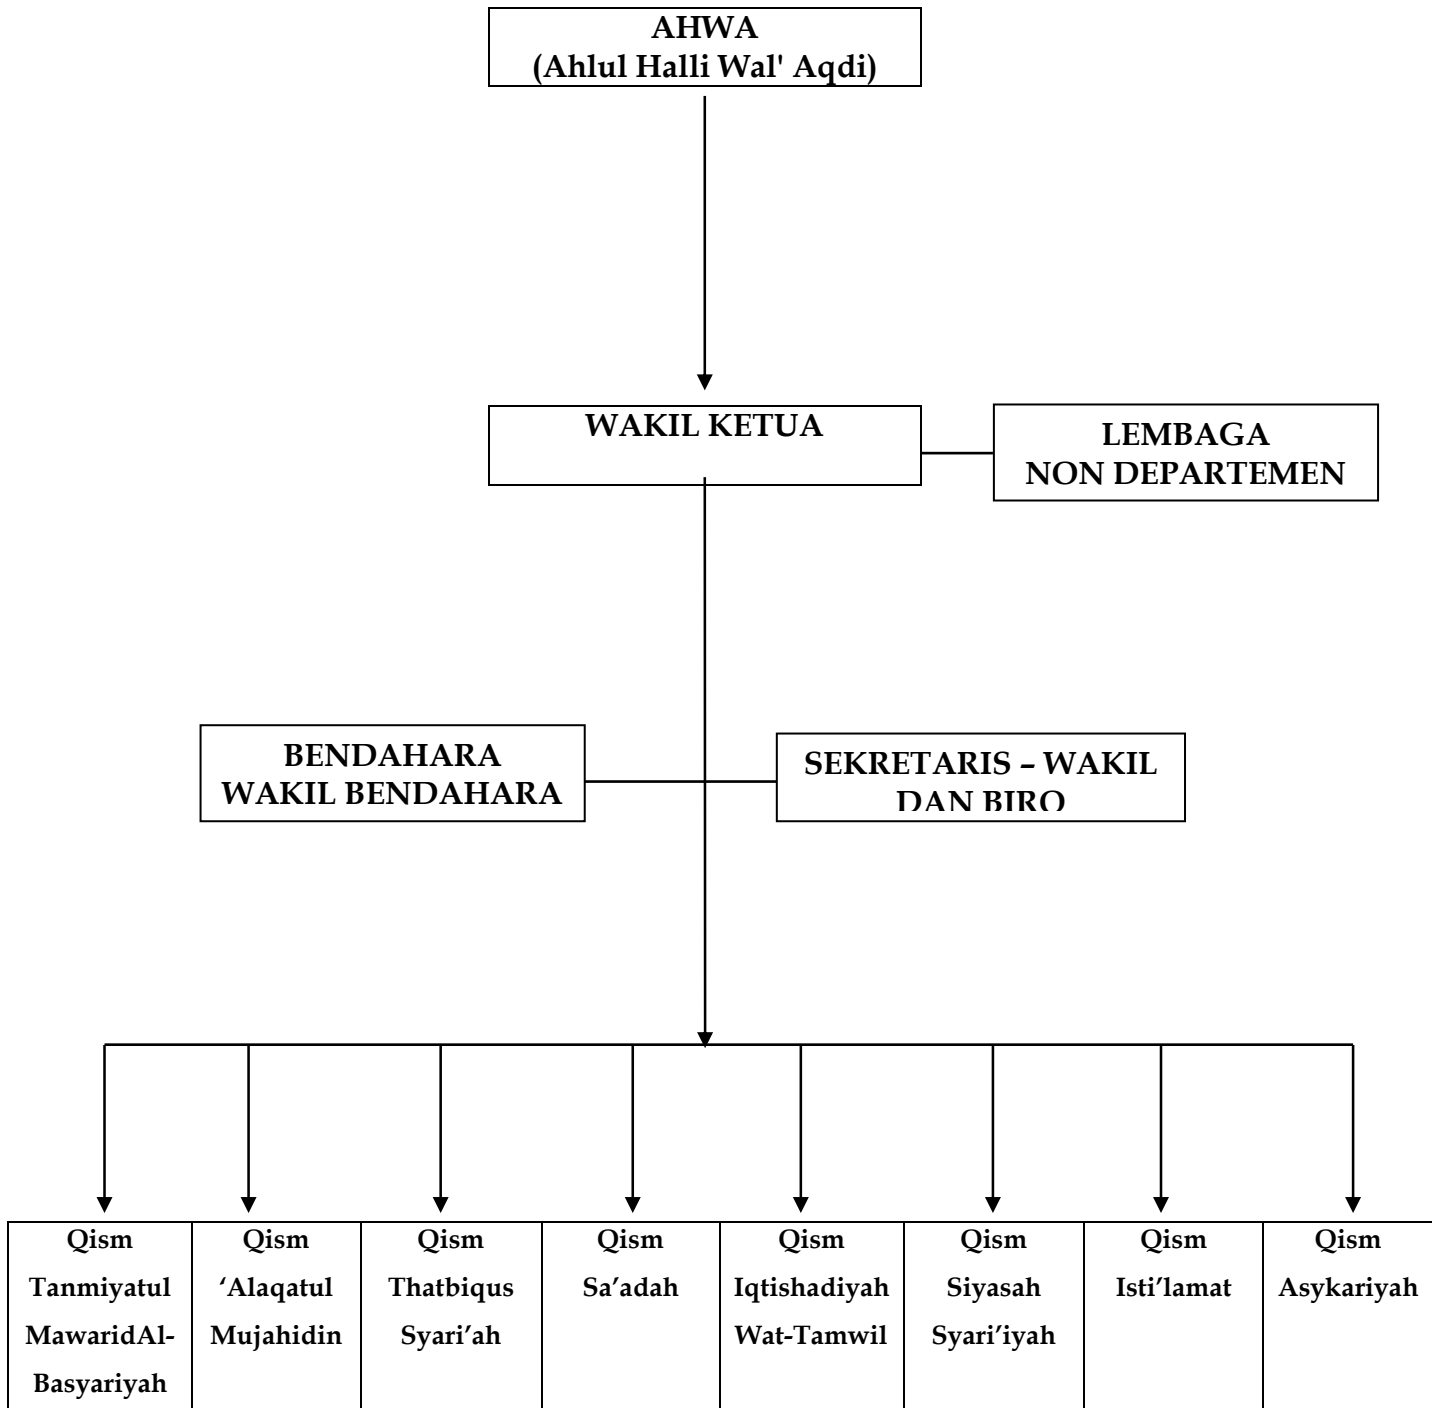 AHWA
(Ahlul Halli Wal' Aqdi)
WAKIL KETUA
LEMBAGA
NON DEPARTEMEN
BENDAHARA
WAKIL BENDAHARA
SEKRETARIS – WAKIL
DAN BIRO
Qism
Tanmiyatul
MawaridAl-
Basyariyah
Qism
‘Alaqatul
Mujahidin
Qism
Thatbiqus
Syari’ah
Qism
Sa’adah
Qism
Iqtishadiyah
Wat-Tamwil
Qism
Siyasah
Syari’iyah
Qism
Isti’lamat
Qism
Asykariyah